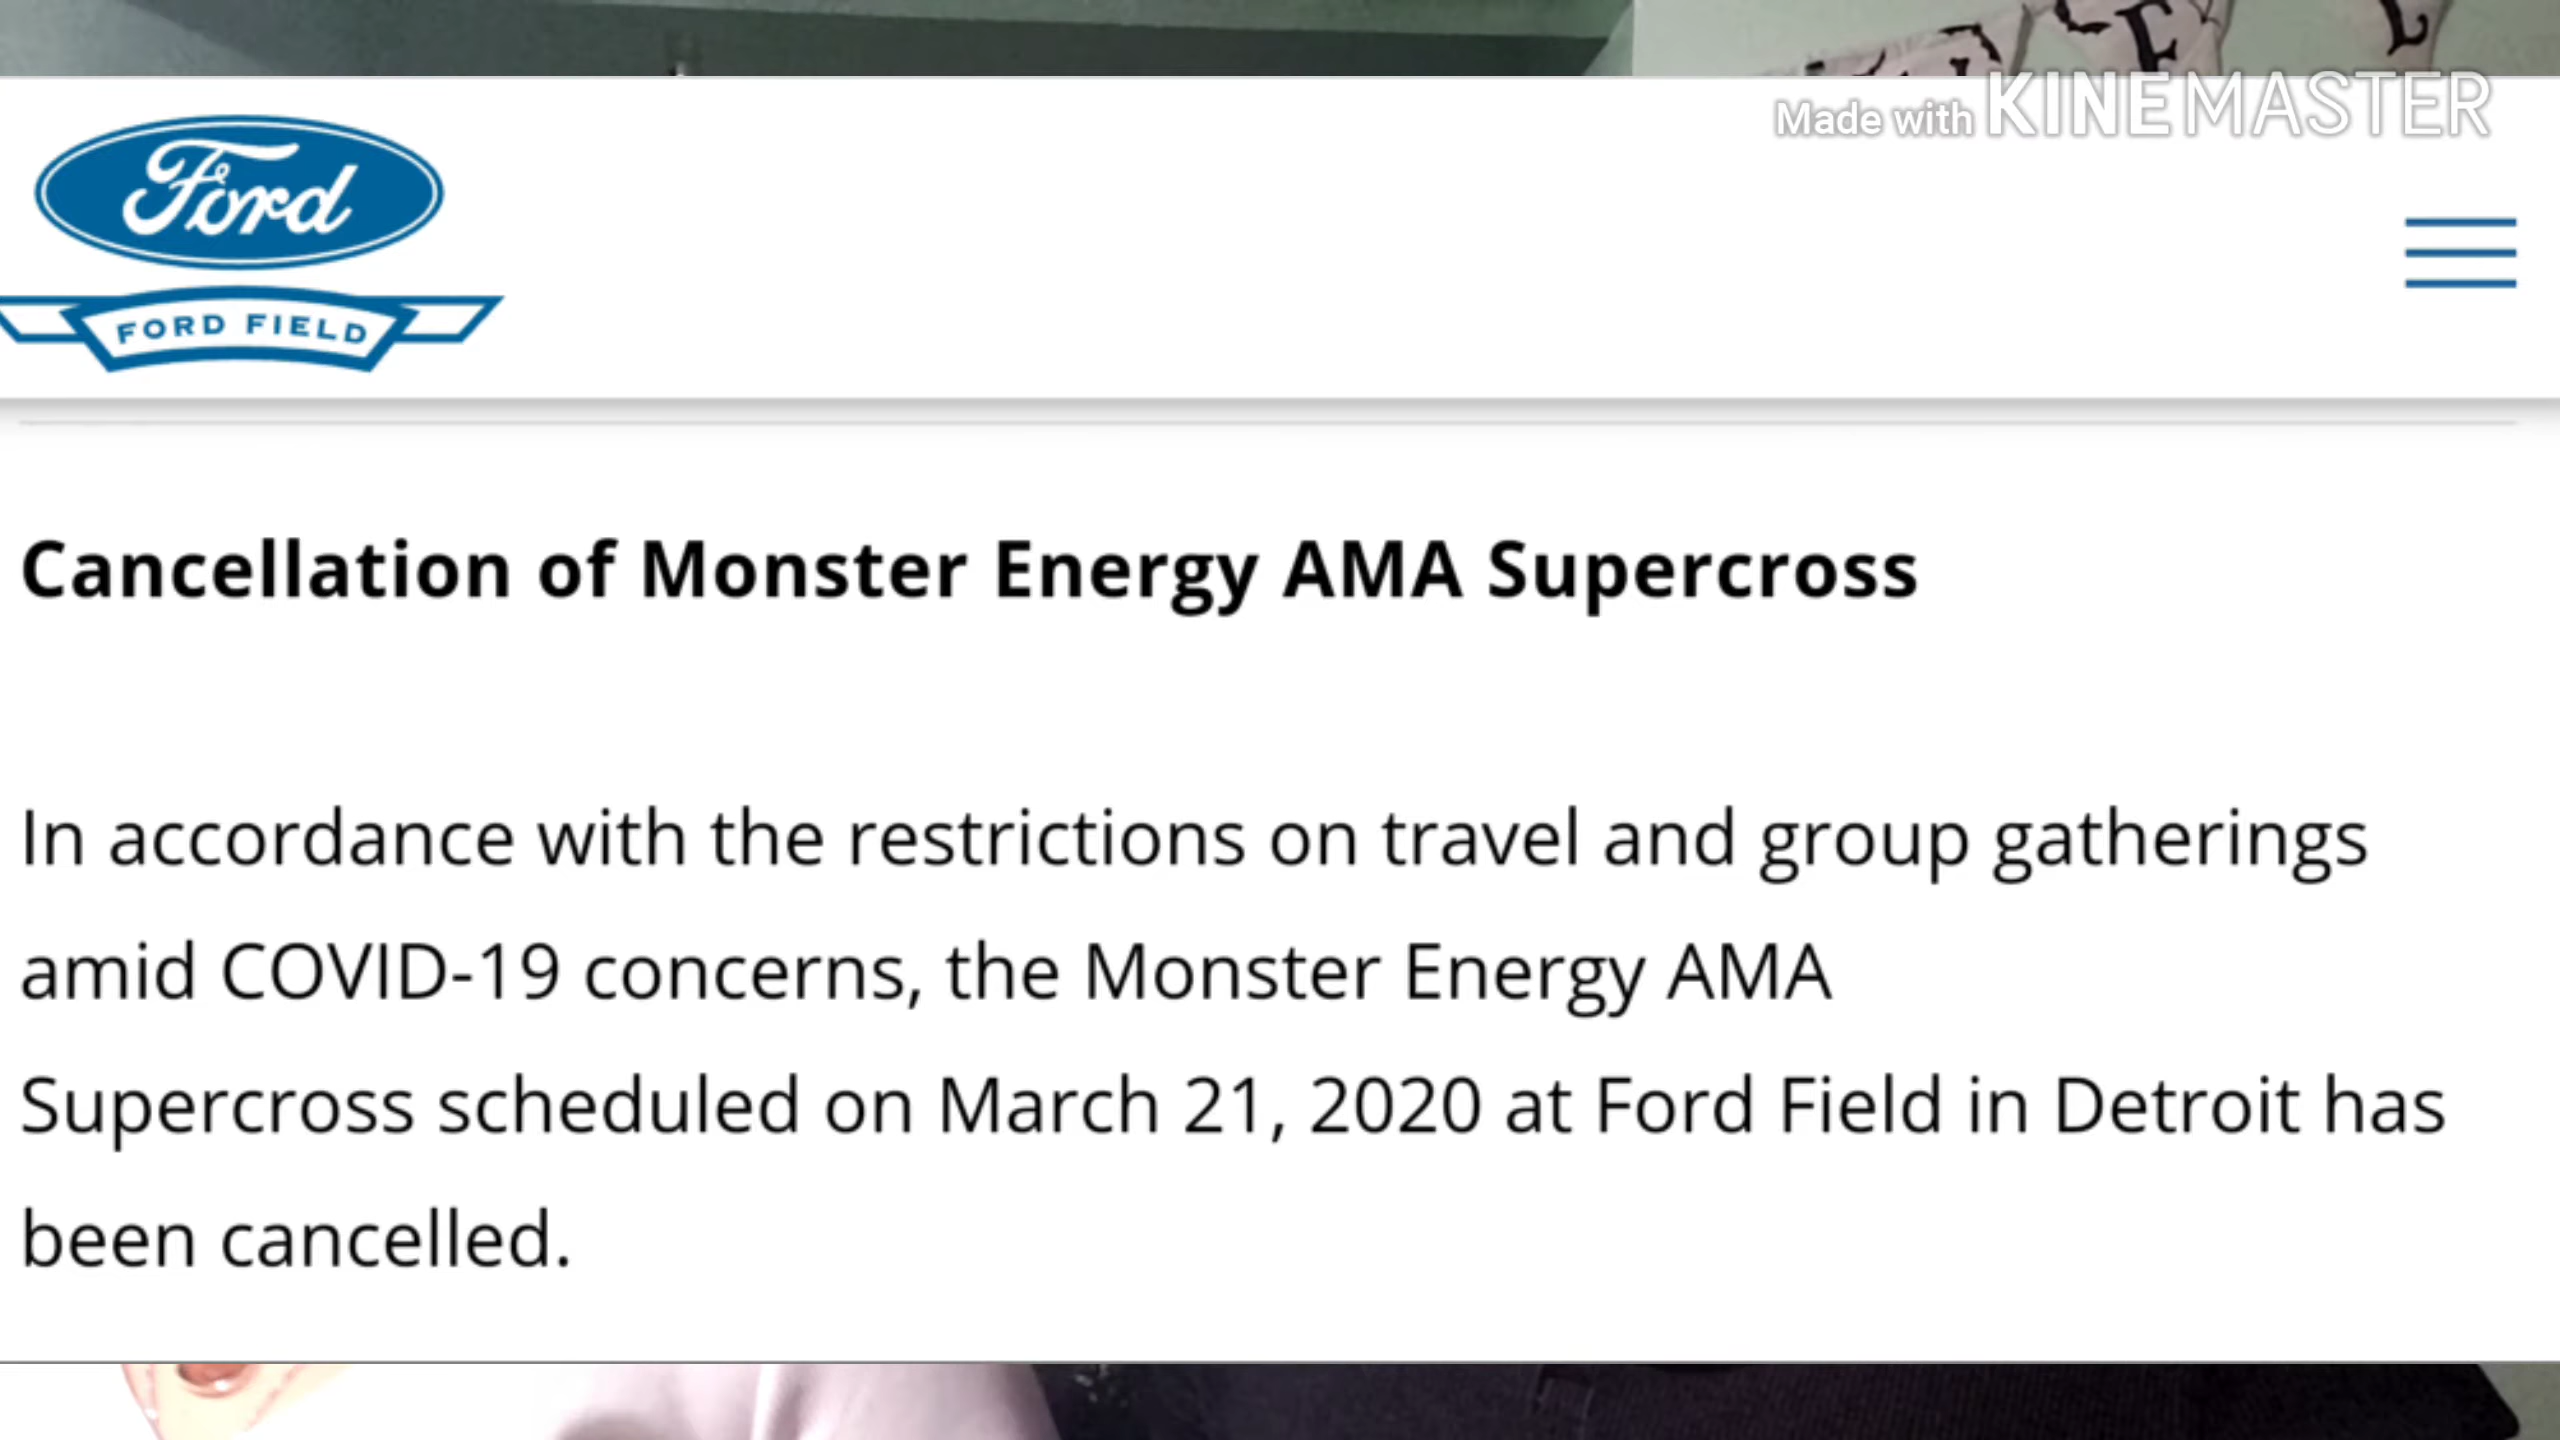 F
L
Made with KINEMASTER
Ford
FORD FIELD
Cancellation of Monster Energy AMA Supercross
In accordance with the restrictions on travel and group gatherings
amid COVID-19 concerns, the Monster Energy AMA
Supercross scheduled on March 21, 2020 at Ford Field in Detroit has
been cancelled.